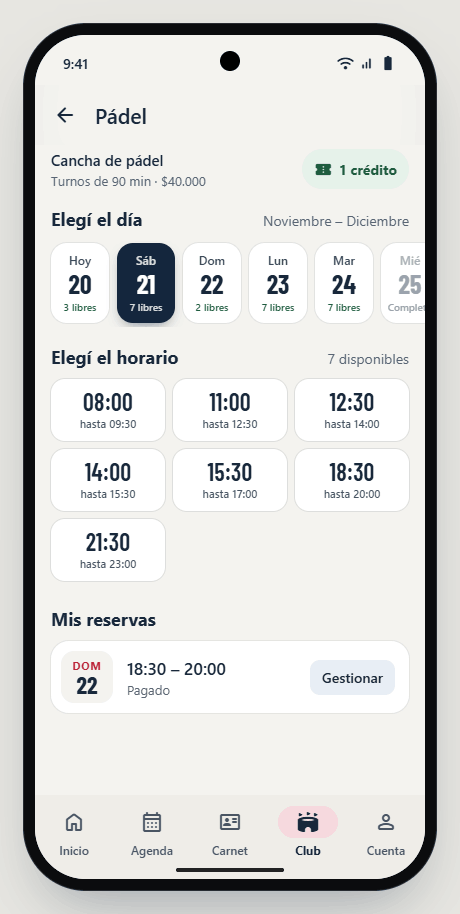 9:41
Pádel
Cancha de pádel
Turnos de 90 min · $40.000
1 crédito
Elegí el día
Noviembre – Diciembre
Hoy
20
3 libres
Sáb
21
7 libres
Dom
22
2 libres
Lun
23
7 libres
Mar
24
7 libres
Mié
25
Complet
Elegí el horario
7 disponibles
08:00
hasta 09:30
11:00
hasta 12:30
12:30
hasta 14:00
14:00
hasta 15:30
15:30
hasta 17:00
18:30
hasta 20:00
21:30
hasta 23:00
Mis reservas
DOM
22
18:30 – 20:00
Pagado
Gestionar
Inicio
Agenda
Carnet
Club
Cuenta